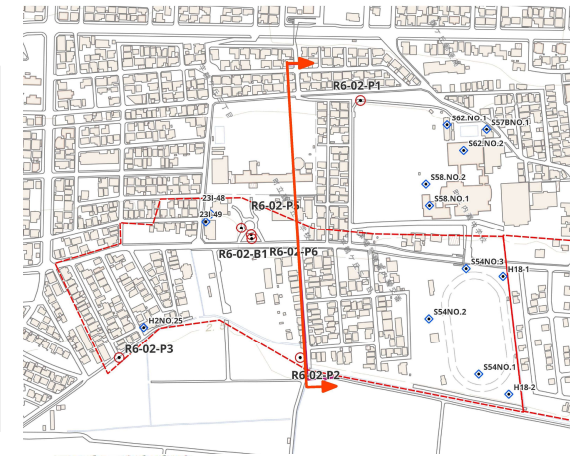 R6-02-P1
S62.NO.1
S57BNO.1
S62.NO.2
S58.NO.2
S58.NO.1
23I-48
R6-02-P5
23I-49
R6-02-B1
R6-02-P6
S54NO.3
H18-1
S54NO.2
H2NO.25
R6-02-P3
R6-02-P2
S54NO.1
H18-2